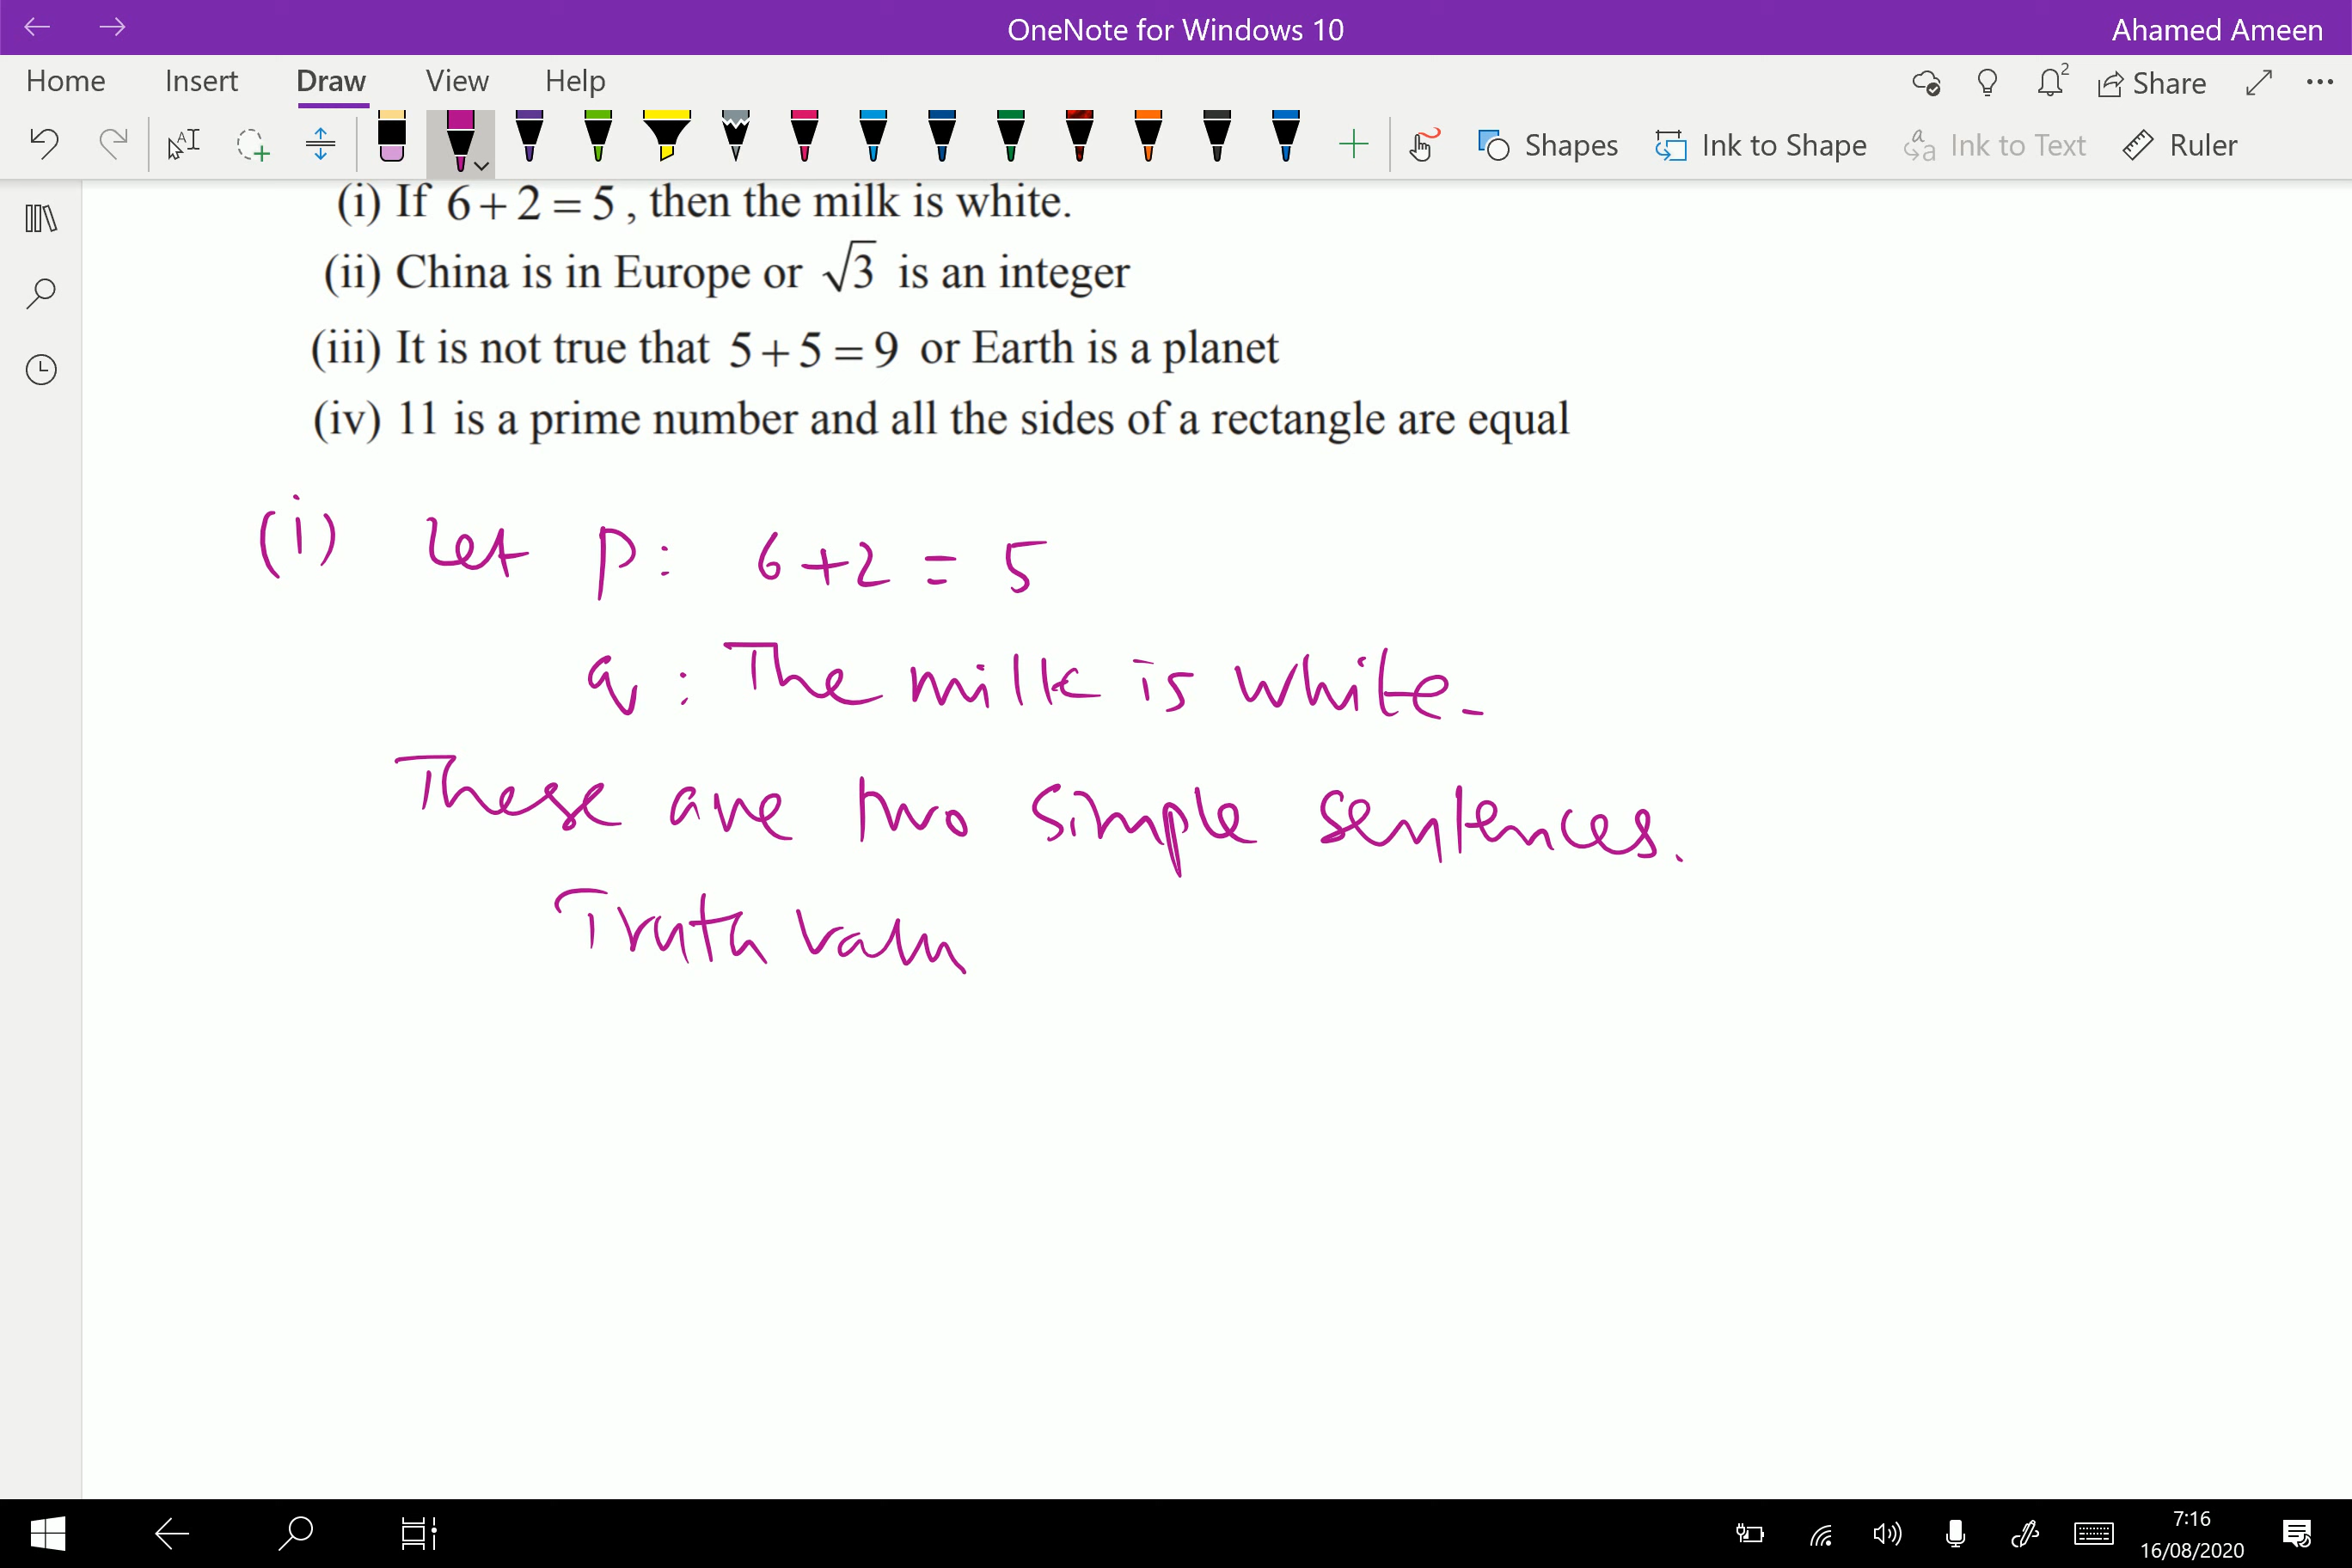 OneNote for Windows 10
Ahamed Ameen
Home Insert Draw View Help
2 Share
Shapes Ink to Shape Ink to Text Ruler
(i) If 6+2=5, then the milk is white.
(ii) China is in Europe or √3 is an integer
(iii) It is not true that 5+5=9 or Earth is a planet
(iv) 11 is a prime number and all the sides of a rectangle are equal
(i) Let p: 6+2 = 5
q: The milk is white.
These are two simple sentences.
Truth valu
7:16
16/08/2020